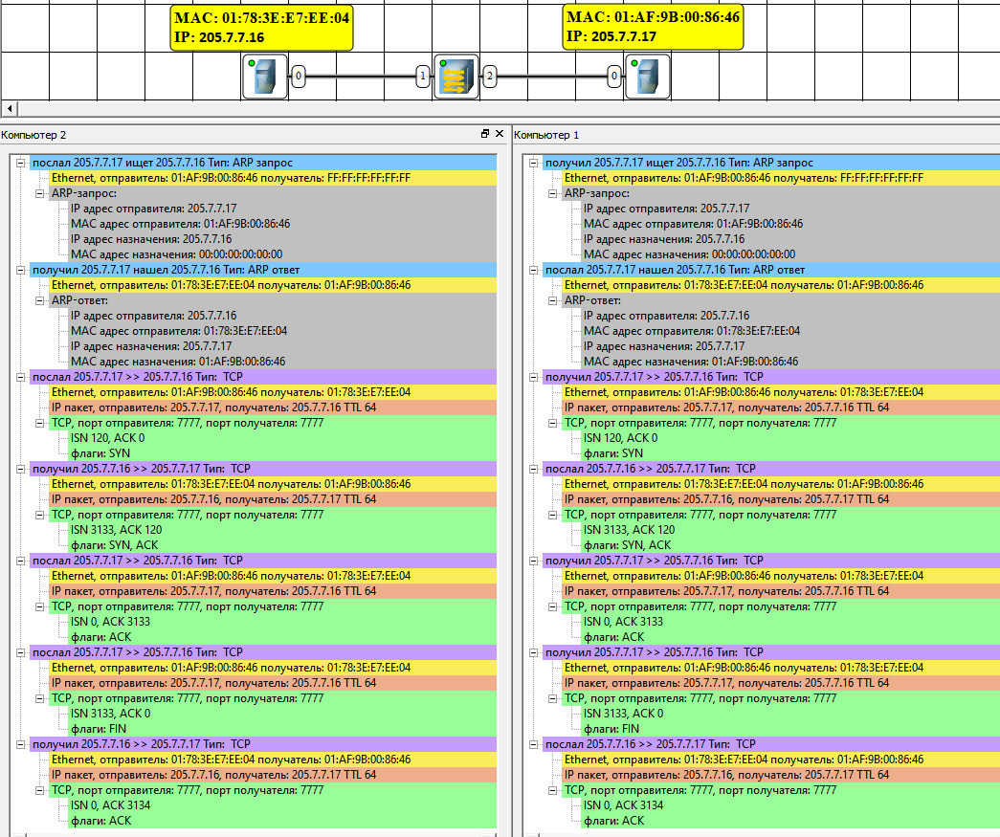 MAC: 01:78:3E:E7:EE:04
IP: 205.7.7.16
MAC: 01:AF:9B:00:86:46
IP: 205.7.7.17
0
1
2
0
Компьютер 2
послал 205.7.7.17 ищет 205.7.7.16 Тип: ARP запрос
Ethernet, отправитель: 01:AF:9B:00:86:46 получатель: FF:FF:FF:FF:FF:FF
ARP-запрос:
IP адрес отправителя: 205.7.7.17
MAC адрес отправителя: 01:AF:9B:00:86:46
IP адрес назначения: 205.7.7.16
MAC адрес назначения: 00:00:00:00:00:00
получил 205.7.7.17 нашел 205.7.7.16 Тип: ARP ответ
Ethernet, отправитель: 01:78:3E:E7:EE:04 получатель: 01:AF:9B:00:86:46
ARP-ответ:
IP адрес отправителя: 205.7.7.16
MAC адрес отправителя: 01:78:3E:E7:EE:04
IP адрес назначения: 205.7.7.17
MAC адрес назначения: 01:AF:9B:00:86:46
послал 205.7.7.17 >> 205.7.7.16 Тип: TCP
Ethernet, отправитель: 01:AF:9B:00:86:46 получатель: 01:78:3E:E7:EE:04
IP пакет, отправитель: 205.7.7.17, получатель: 205.7.7.16 TTL 64
TCP, порт отправителя: 7777, порт получателя: 7777
ISN 120, ACK 0
флаги: SYN
получил 205.7.7.16 >> 205.7.7.17 Тип: TCP
Ethernet, отправитель: 01:78:3E:E7:EE:04 получатель: 01:AF:9B:00:86:46
IP пакет, отправитель: 205.7.7.16, получатель: 205.7.7.17 TTL 64
TCP, порт отправителя: 7777, порт получателя: 7777
ISN 3133, ACK 120
флаги: SYN, ACK
послал 205.7.7.17 >> 205.7.7.16 Тип: TCP
Ethernet, отправитель: 01:AF:9B:00:86:46 получатель: 01:78:3E:E7:EE:04
IP пакет, отправитель: 205.7.7.17, получатель: 205.7.7.16 TTL 64
TCP, порт отправителя: 7777, порт получателя: 7777
ISN 0, ACK 3133
флаги: ACK
послал 205.7.7.17 >> 205.7.7.16 Тип: TCP
Ethernet, отправитель: 01:AF:9B:00:86:46 получатель: 01:78:3E:E7:EE:04
IP пакет, отправитель: 205.7.7.17, получатель: 205.7.7.16 TTL 64
TCP, порт отправителя: 7777, порт получателя: 7777
ISN 3133, ACK 0
флаги: FIN
получил 205.7.7.16 >> 205.7.7.17 Тип: TCP
Ethernet, отправитель: 01:78:3E:E7:EE:04 получатель: 01:AF:9B:00:86:46
IP пакет, отправитель: 205.7.7.16, получатель: 205.7.7.17 TTL 64
TCP, порт отправителя: 7777, порт получателя: 7777
ISN 0, ACK 3134
флаги: ACK
Компьютер 1
получил 205.7.7.17 ищет 205.7.7.16 Тип: ARP запрос
Ethernet, отправитель: 01:AF:9B:00:86:46 получатель: FF:FF:FF:FF:FF:FF
ARP-запрос:
IP адрес отправителя: 205.7.7.17
MAC адрес отправителя: 01:AF:9B:00:86:46
IP адрес назначения: 205.7.7.16
MAC адрес назначения: 00:00:00:00:00:00
послал 205.7.7.17 нашел 205.7.7.16 Тип: ARP ответ
Ethernet, отправитель: 01:78:3E:E7:EE:04 получатель: 01:AF:9B:00:86:46
ARP-ответ:
IP адрес отправителя: 205.7.7.16
MAC адрес отправителя: 01:78:3E:E7:EE:04
IP адрес назначения: 205.7.7.17
MAC адрес назначения: 01:AF:9B:00:86:46
получил 205.7.7.17 >> 205.7.7.16 Тип: TCP
Ethernet, отправитель: 01:AF:9B:00:86:46 получатель: 01:78:3E:E7:EE:04
IP пакет, отправитель: 205.7.7.17, получатель: 205.7.7.16 TTL 64
TCP, порт отправителя: 7777, порт получателя: 7777
ISN 120, ACK 0
флаги: SYN
послал 205.7.7.16 >> 205.7.7.17 Тип: TCP
Ethernet, отправитель: 01:78:3E:E7:EE:04 получатель: 01:AF:9B:00:86:46
IP пакет, отправитель: 205.7.7.16, получатель: 205.7.7.17 TTL 64
TCP, порт отправителя: 7777, порт получателя: 7777
ISN 3133, ACK 120
флаги: SYN, ACK
получил 205.7.7.17 >> 205.7.7.16 Тип: TCP
Ethernet, отправитель: 01:AF:9B:00:86:46 получатель: 01:78:3E:E7:EE:04
IP пакет, отправитель: 205.7.7.17, получатель: 205.7.7.16 TTL 64
TCP, порт отправителя: 7777, порт получателя: 7777
ISN 0, ACK 3133
флаги: ACK
получил 205.7.7.17 >> 205.7.7.16 Тип: TCP
Ethernet, отправитель: 01:AF:9B:00:86:46 получатель: 01:78:3E:E7:EE:04
IP пакет, отправитель: 205.7.7.17, получатель: 205.7.7.16 TTL 64
TCP, порт отправителя: 7777, порт получателя: 7777
ISN 3133, ACK 0
флаги: FIN
послал 205.7.7.16 >> 205.7.7.17 Тип: TCP
Ethernet, отправитель: 01:78:3E:E7:EE:04 получатель: 01:AF:9B:00:86:46
IP пакет, отправитель: 205.7.7.16, получатель: 205.7.7.17 TTL 64
TCP, порт отправителя: 7777, порт получателя: 7777
ISN 0, ACK 3134
флаги: ACK